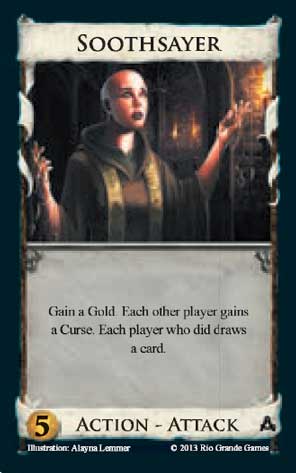 SOOTHSAYER
Gain a Gold. Each other player gains
a Curse. Each player who did draws
a card.
5 ACTION - ATTACK
Illustration: Alayna Lemmer © 2013 Rio Grande Games